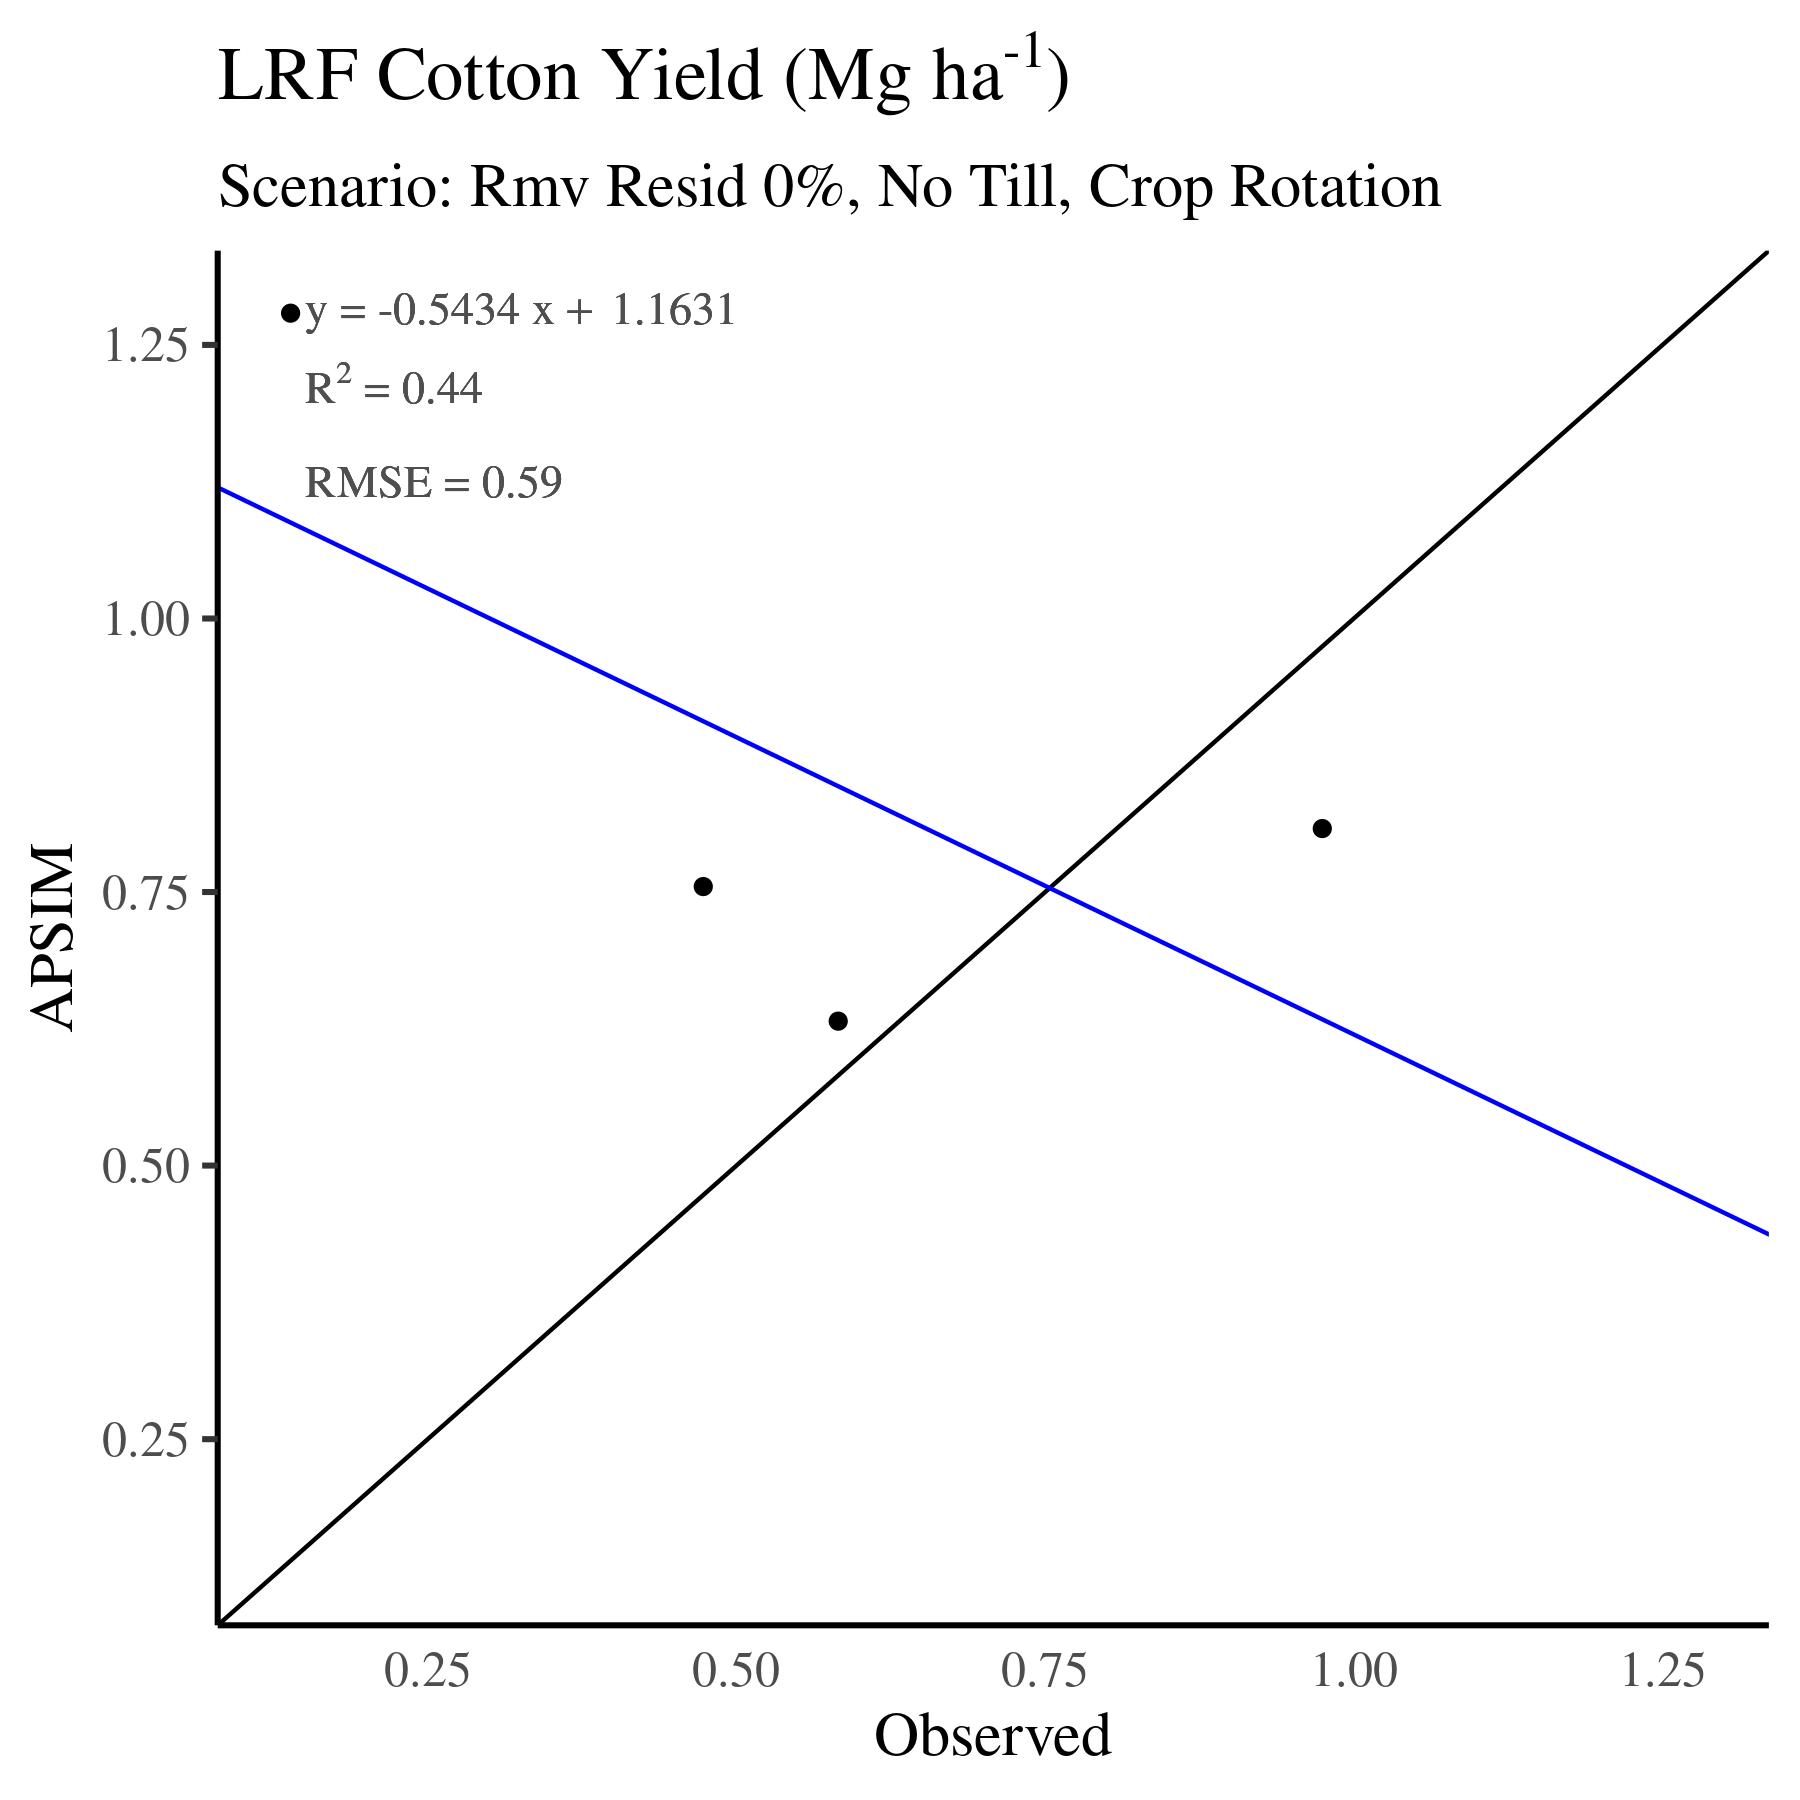 LRF Cotton Yield (Mg ha⁻¹)
Scenario: Rmv Resid 0%, No Till, Crop Rotation
y = -0.5434 x + 1.1631
R² = 0.44
RMSE = 0.59
1.25
1.00
0.75
0.50
0.25
APSIM
0.25 0.50 0.75 1.00 1.25
Observed